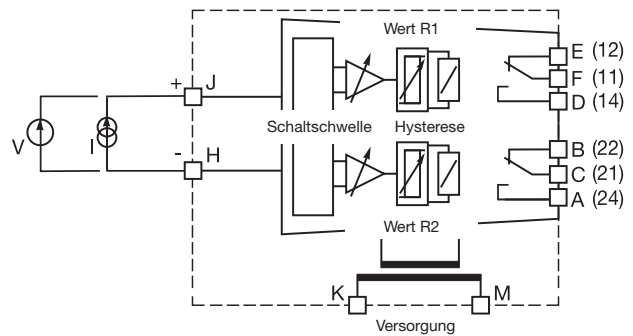 Wert R1
E (12)
F (11)
D (14)
+ J
V
I
Schaltschwelle
Hysterese
- H
B (22)
C (21)
A (24)
Wert R2
K
M
Versorgung